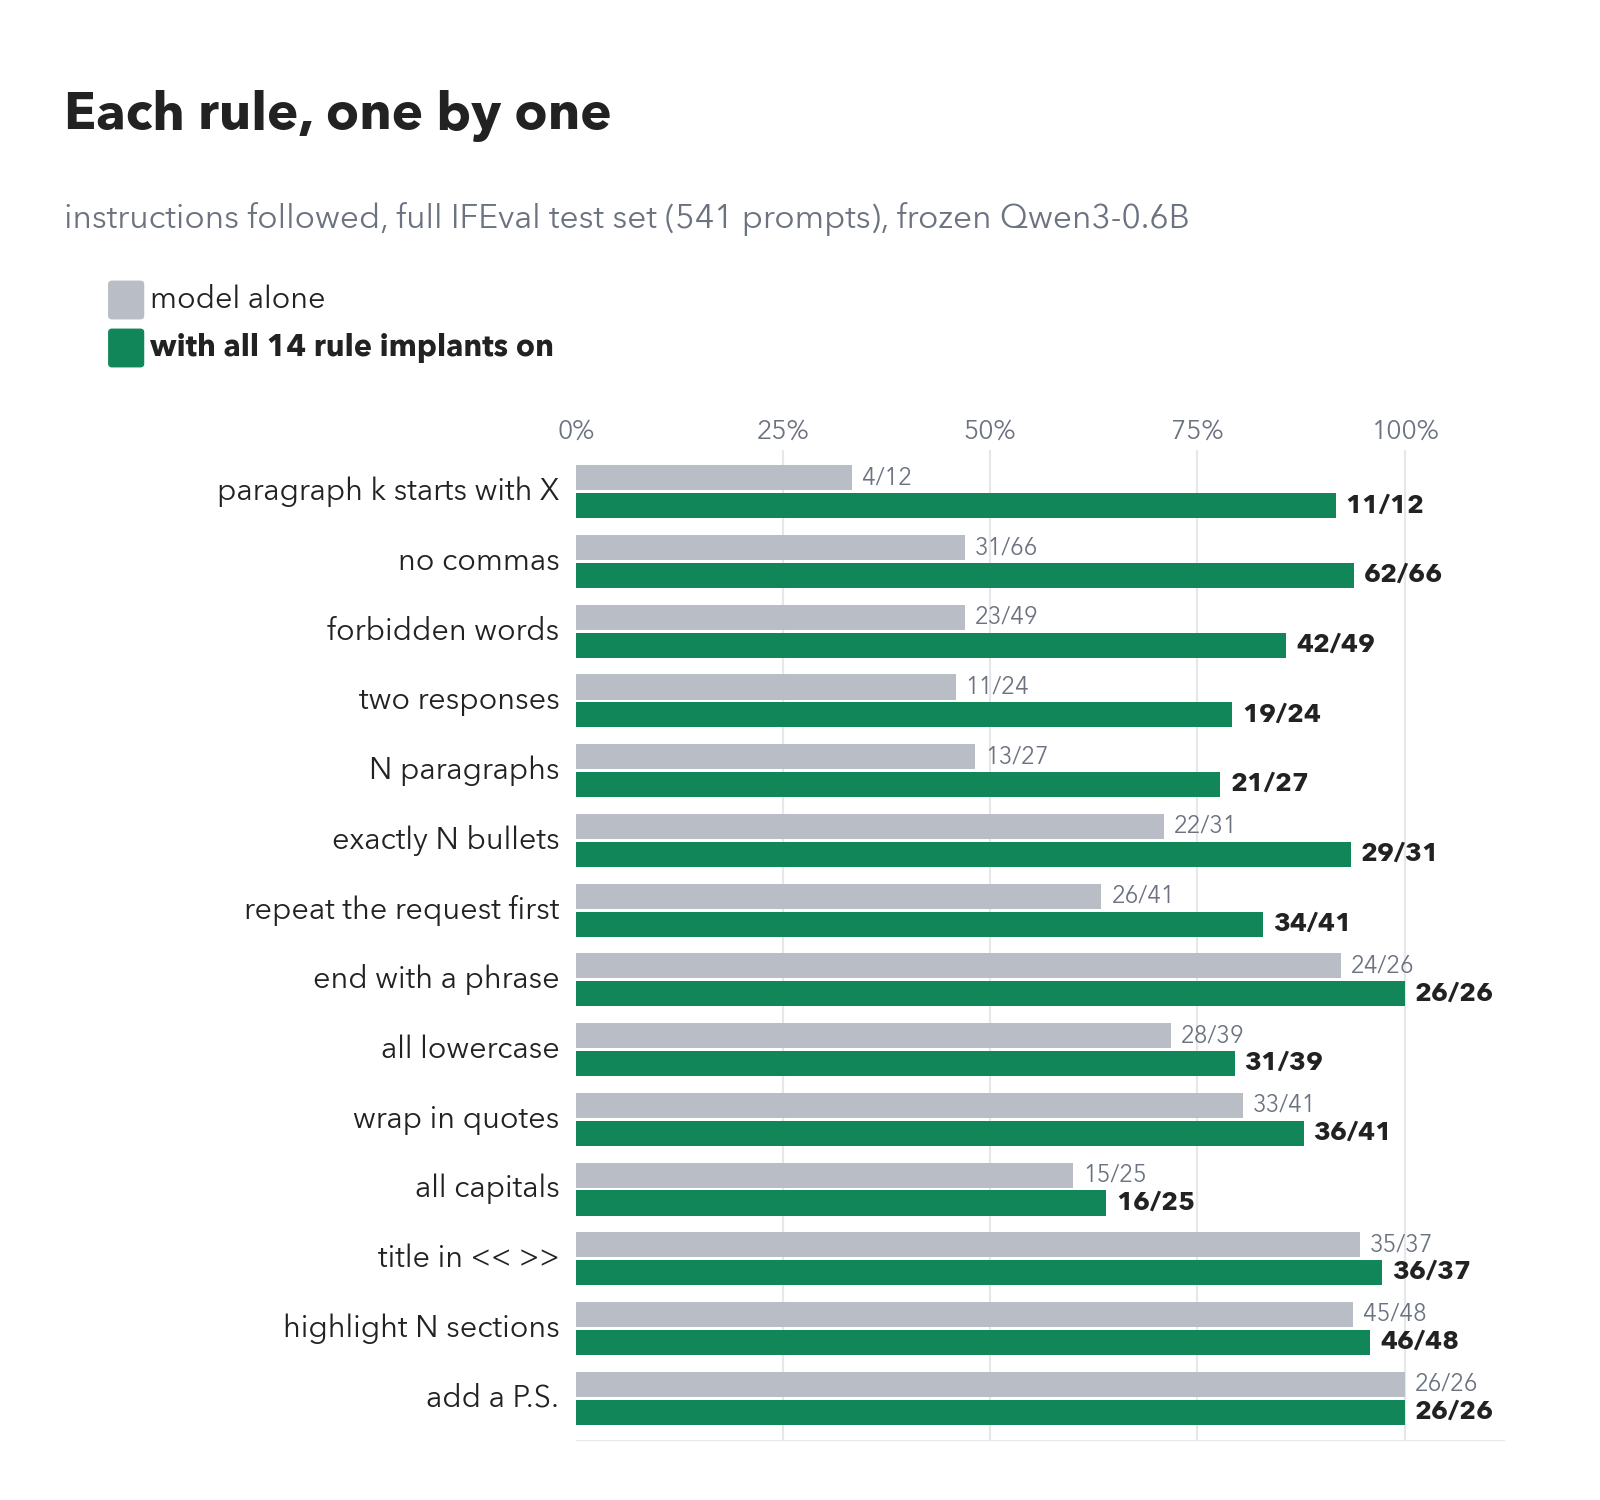 Each rule, one by one
instructions followed, full IFEval test set (541 prompts), frozen Qwen3-0.6B
model alone
with all 14 rule implants on
0% 25% 50% 75% 100%
paragraph k starts with X 4/12
11/12
no commas 31/66
62/66
forbidden words 23/49
42/49
two responses 11/24
19/24
N paragraphs 13/27
21/27
exactly N bullets 22/31
29/31
repeat the request first 26/41
34/41
end with a phrase 24/26
26/26
all lowercase 28/39
31/39
wrap in quotes 33/41
36/41
all capitals 15/25
16/25
title in << >> 35/37
36/37
highlight N sections 45/48
46/48
add a P.S. 26/26
26/26